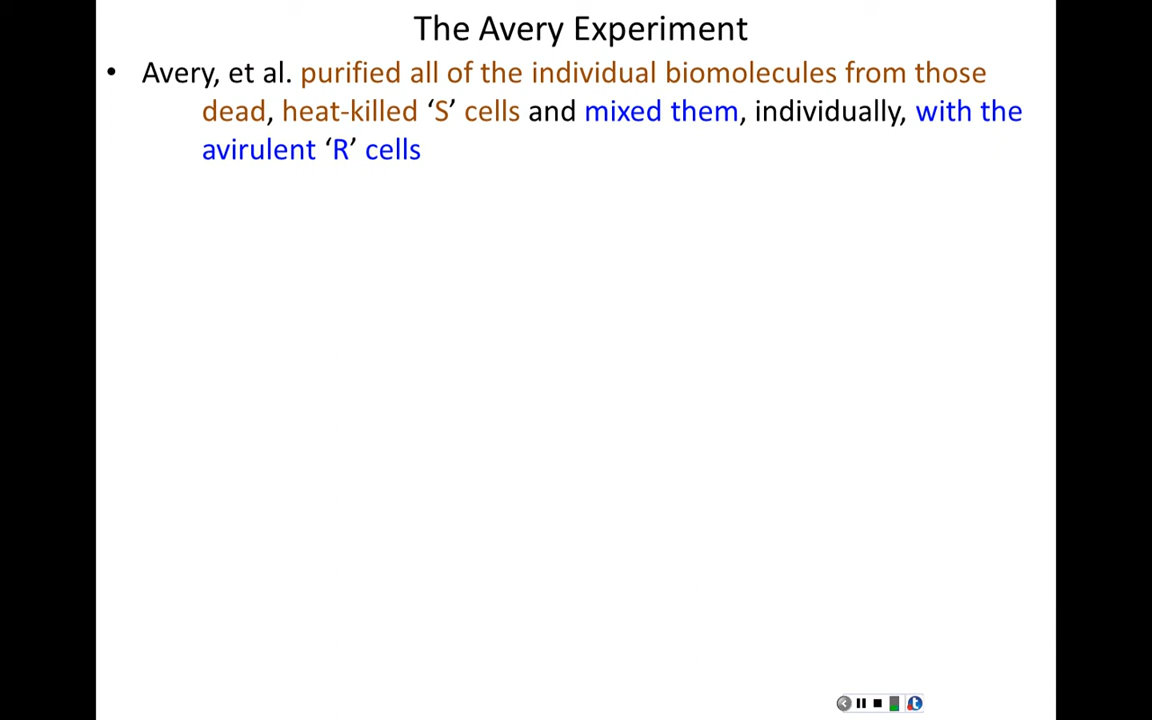 The Avery Experiment
• Avery, et al. purified all of the individual biomolecules from those
dead, heat-killed ‘S’ cells and mixed them, individually, with the
avirulent ‘R’ cells